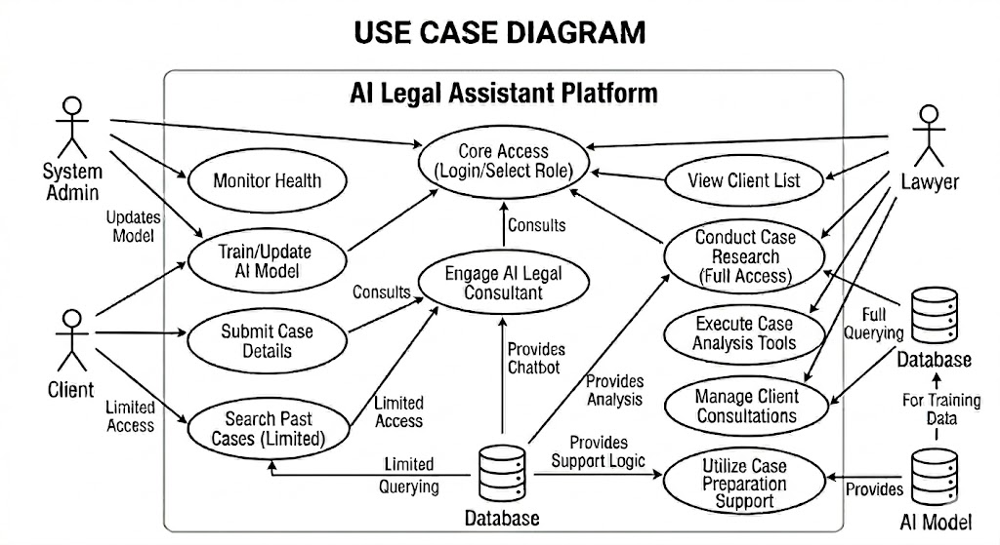 USE CASE DIAGRAM
AI Legal Assistant Platform
System
Admin
Monitor Health
Core Access
(Login/Select Role)
View Client List
Lawyer
Updates
Model
Train/Update
AI Model
Consults
Conduct Case
Research
(Full Access)
Engage AI Legal
Consultant
Consults
Submit Case
Details
Client
Execute Case
Analysis Tools
Full
Querying
Database
Provides
Chatbot
Provides
Analysis
Manage Client
Consultations
For Training
Data
Limited
Access
Search Past
Cases (Limited)
Limited
Access
Limited
Querying
Database
Provides
Support Logic
Utilize Case
Preparation
Support
Provides
AI Model